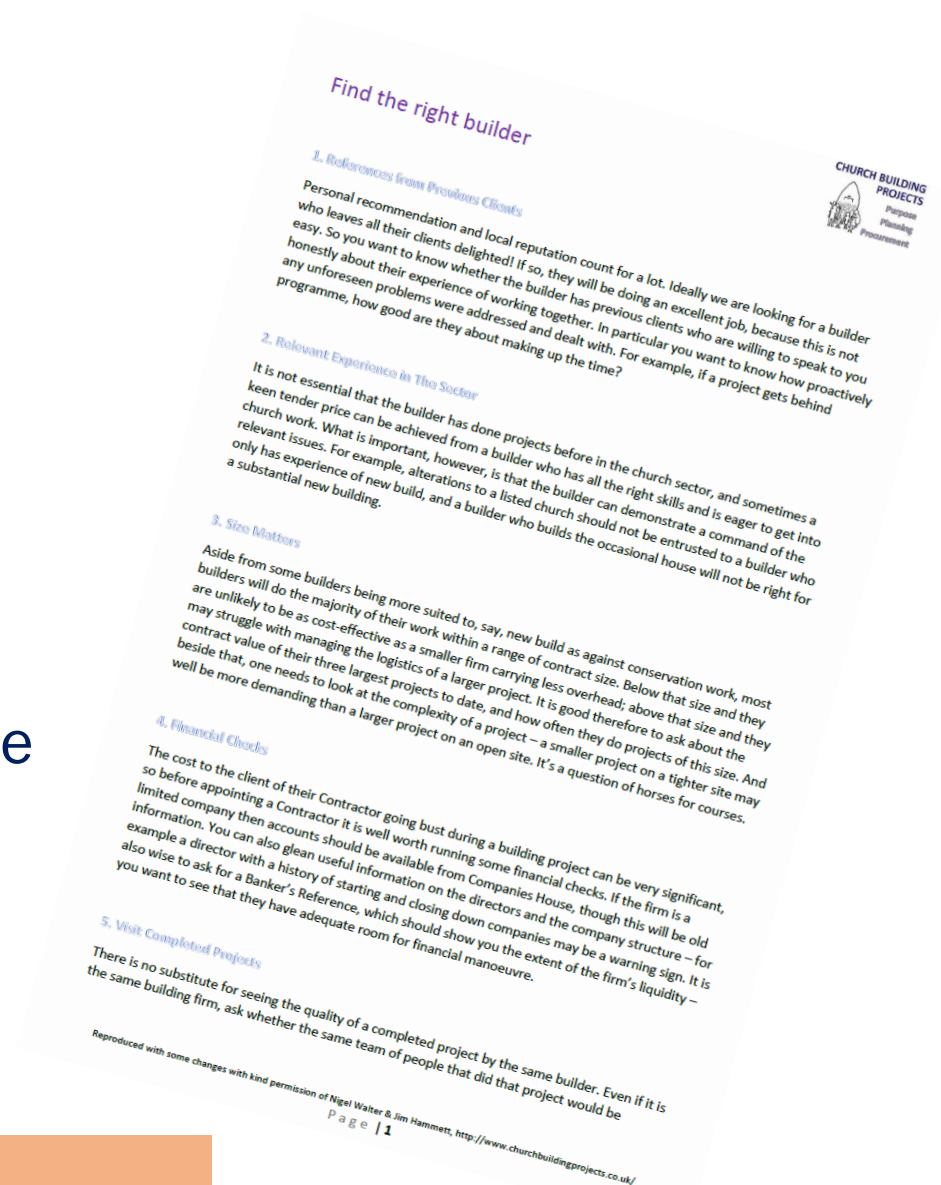 Find the right builder
CHURCH BUILDING
PROJECTS
Purpose
Planning
Procurement
1. References from Previous Clients
Personal recommendation and local reputation count for a lot. Ideally we are looking for a builder
who leaves all their clients delighted! If so, they will be doing an excellent job, because this is not
easy. So you want to know whether the builder has previous clients who are willing to speak to you
honestly about their experience of working together. In particular you want to know how proactively
any unforeseen problems were addressed and dealt with. For example, if a project gets behind
programme, how good are they about making up the time?
2. Relevant Experience in The Sector
It is not essential that the builder has done projects before in the church sector, and sometimes a
keen tender price can be achieved from a builder who has all the right skills and is eager to get into
church work. What is important, however, is that the builder can demonstrate a command of the
relevant issues. For example, alterations to a listed church should not be entrusted to a builder who
only has experience of new build, and a builder who builds the occasional house will not be right for
a substantial new building.
3. Size Matters
Aside from some builders being more suited to, say, new build as against conservation work, most
builders will do the majority of their work within a range of contract size. Below that size and they
are unlikely to be as cost-effective as a smaller firm carrying less overhead; above that size and they
may struggle with managing the logistics of a larger project. It is good therefore to ask about the
contract value of their three largest projects to date, and how often they do projects of this size. And
beside that, one needs to look at the complexity of a project – a smaller project on a tighter site may
well be more demanding than a larger project on an open site. It's a question of horses for courses.
e
4. Financial Checks
The cost to the client of their Contractor going bust during a building project can be very significant,
so before appointing a Contractor it is well worth running some financial checks. If the firm is a
limited company then accounts should be available from Companies House, though this will be old
information. You can also glean useful information on the directors and the company structure – for
example a director with a history of starting and closing down companies may be a warning sign. It is
also wise to ask for a Banker's Reference, which should show you the extent of the firm's liquidity –
you want to see that they have adequate room for financial manoeuvre.
5. Visit Completed Projects
There is no substitute for seeing the quality of a completed project by the same builder. Even if it is
the same building firm, ask whether the same team of people that did that project would be
Reproduced with some changes with kind permission of Nigel Walter & Jim Hammett, http://www.churchbuildingprojects.co.uk/
Page | 1